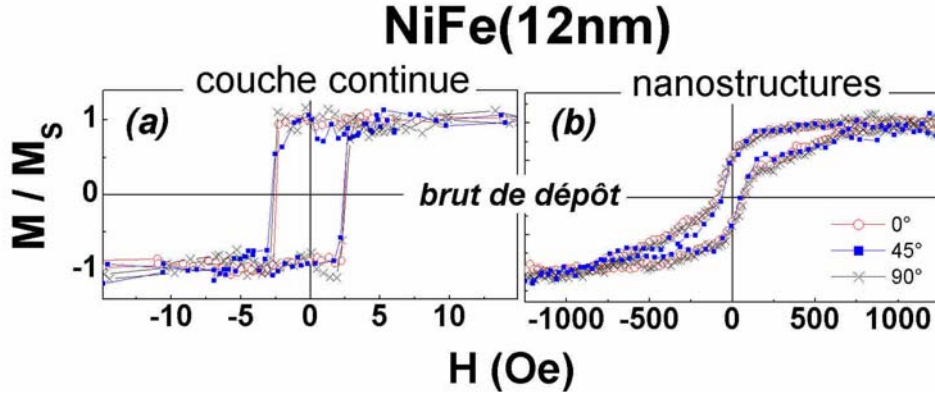 NiFe(12nm)
couche continue
nanostructures
(a)
(b)
M / Ms
1
0
-1
brut de dépôt
0°
45°
90°
-10 -5 0 5 10
-1000 -500 0 500 1000
H (Oe)